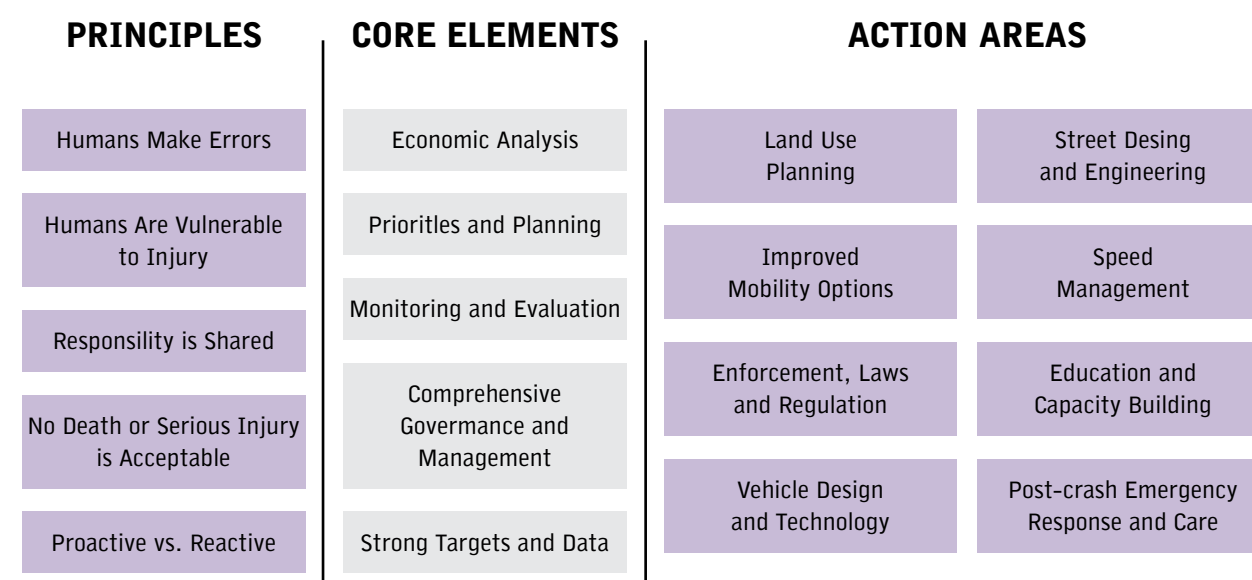 PRINCIPLES
Humans Make Errors
Humans Are Vulnerable
to Injury
Responsility is Shared
No Death or Serious Injury
is Acceptable
Proactive vs. Reactive
CORE ELEMENTS
Economic Analysis
Prioritles and Planning
Monitoring and Evaluation
Comprehensive
Govermance and
Management
Strong Targets and Data
ACTION AREAS
Land Use
Planning
Street Desing
and Engineering
Improved
Mobility Options
Speed
Management
Enforcement, Laws
and Regulation
Education and
Capacity Building
Vehicle Design
and Technology
Post-crash Emergency
Response and Care